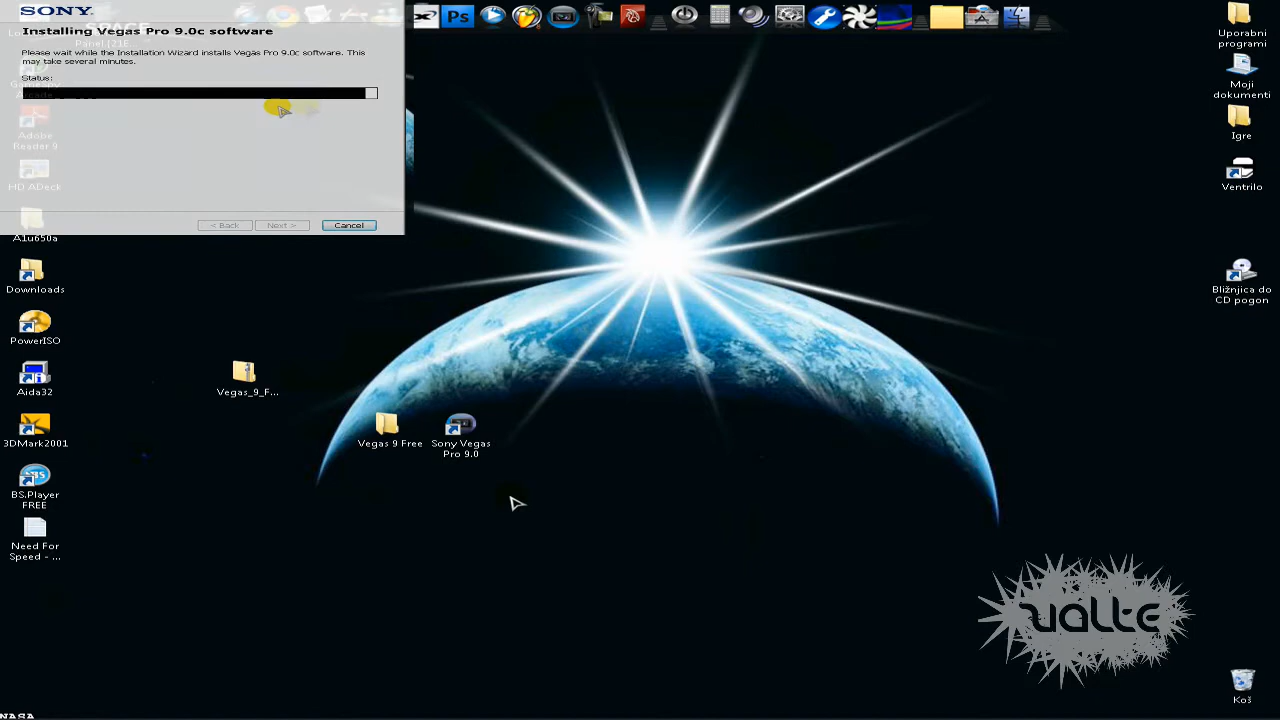 SONY
Installing Vegas Pro 9.0c software
Please wait while the Installation Wizard installs Vegas Pro 9.0c software. This
may take several minutes.
Status:
< Back
Next >
Cancel
Adobe
Reader 9
HD ADeck
A1u650a
Downloads
PowerISO
Aida32
3DMark2001
BS.Player
FREE
Need For
Speed - ...
Vegas_9_F...
Vegas 9 Free
Sony Vegas
Pro 9.0
Ps
Uporabni
programi
Moji
dokumenti
Igre
Ventrilo
Bližnjica do
CD pogon
Koš
valte
NASA